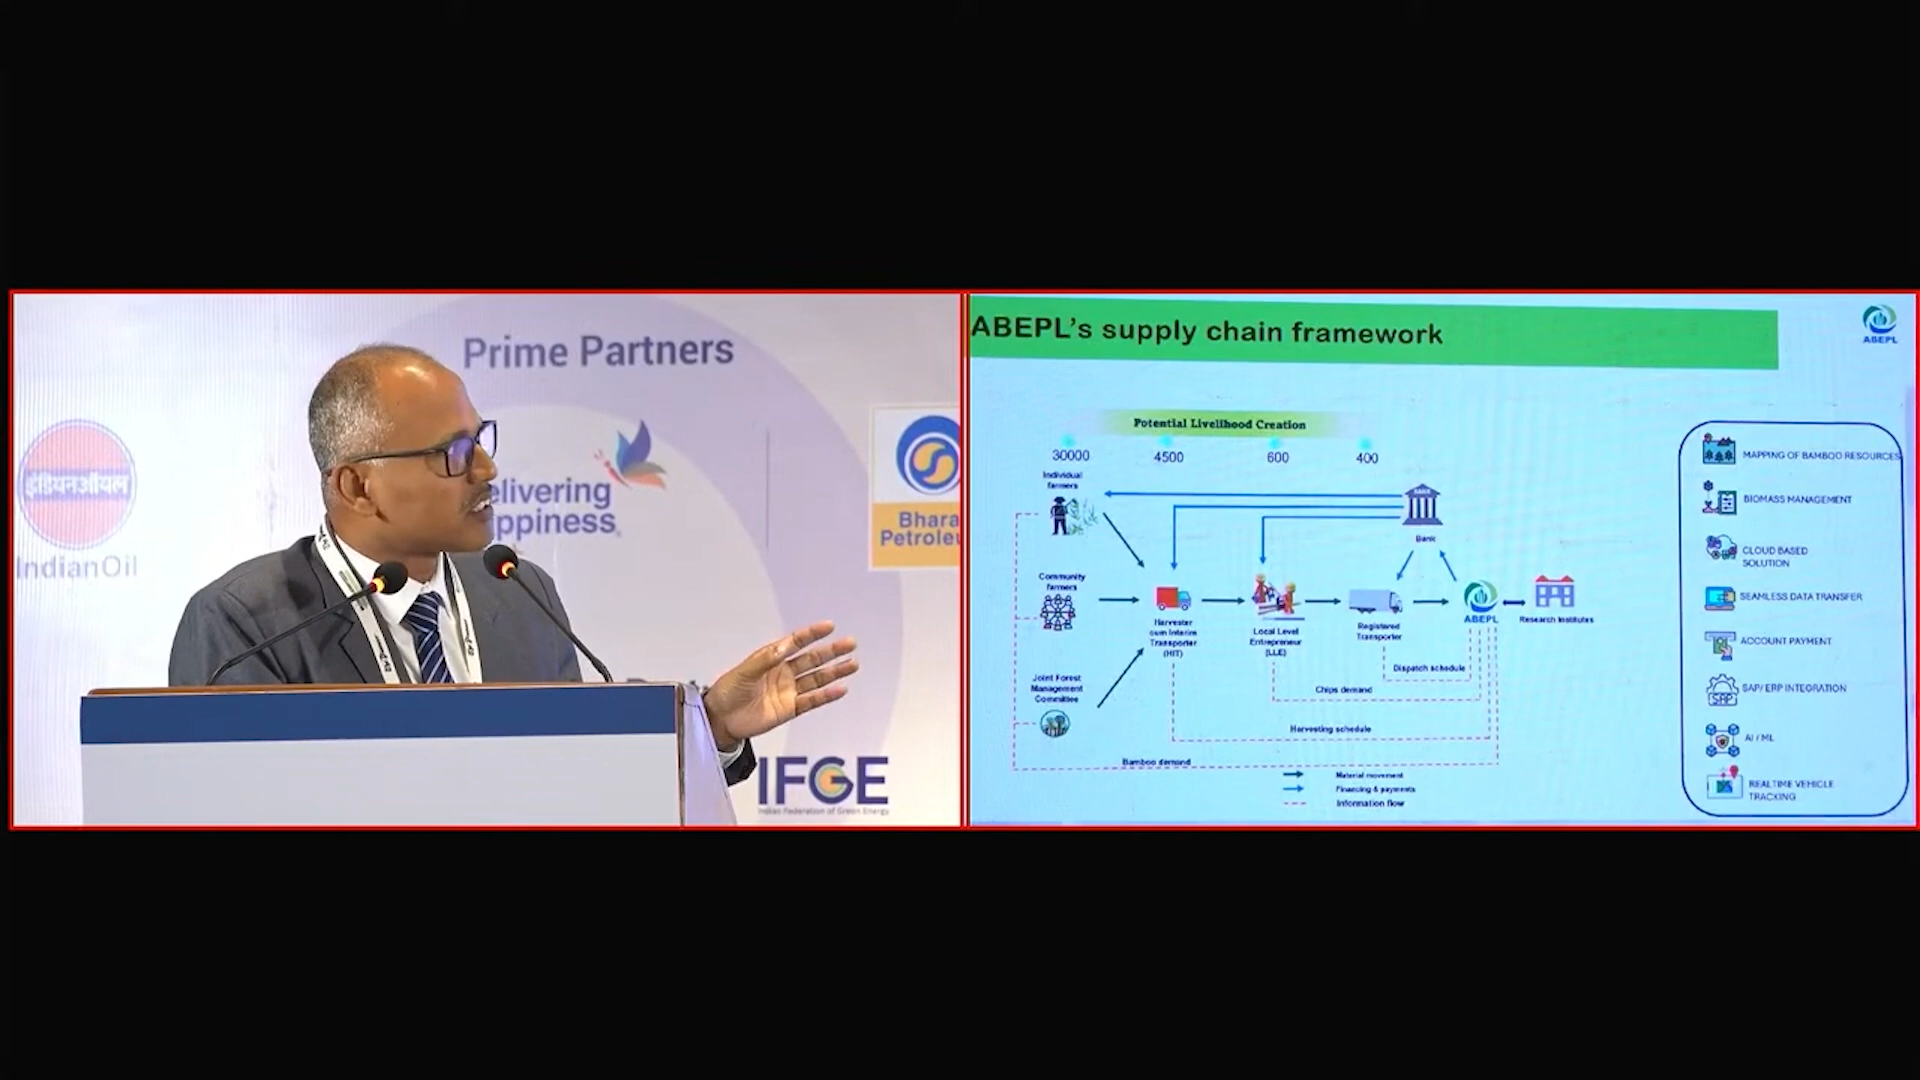 Prime Partners
इंडियनऑयल
IndianOil
elivering
ppiness
Bhara
Petroleu
IFGE
Indian Federation of Green Energy
ABEPL's supply chain framework
ABEPL
Potential Livelihood Creation
30000
4500
600
400
Individual
farmers
BANK
Bank
Community
farmers
Harvester
cum Interim
Transporter
(HIT)
Local Level
Entrepreneur
(LLE)
Registered
Transporter
ABEPL
Research Institutes
Joint Forest
Management
Committee
Dispatch schedule
Chips demand
Harvesting schedule
Bamboo demand
Material movement
Financing & payments
Information flow
MAPPING OF BAMBOO RESOURCES
BIOMASS MANAGEMENT
CLOUD BASED
SOLUTION
SEAMLESS DATA TRANSFER
ACCOUNT PAYMENT
SAP/ ERP INTEGRATION
SAP
AI / ML
REALTIME VEHICLE
TRACKING